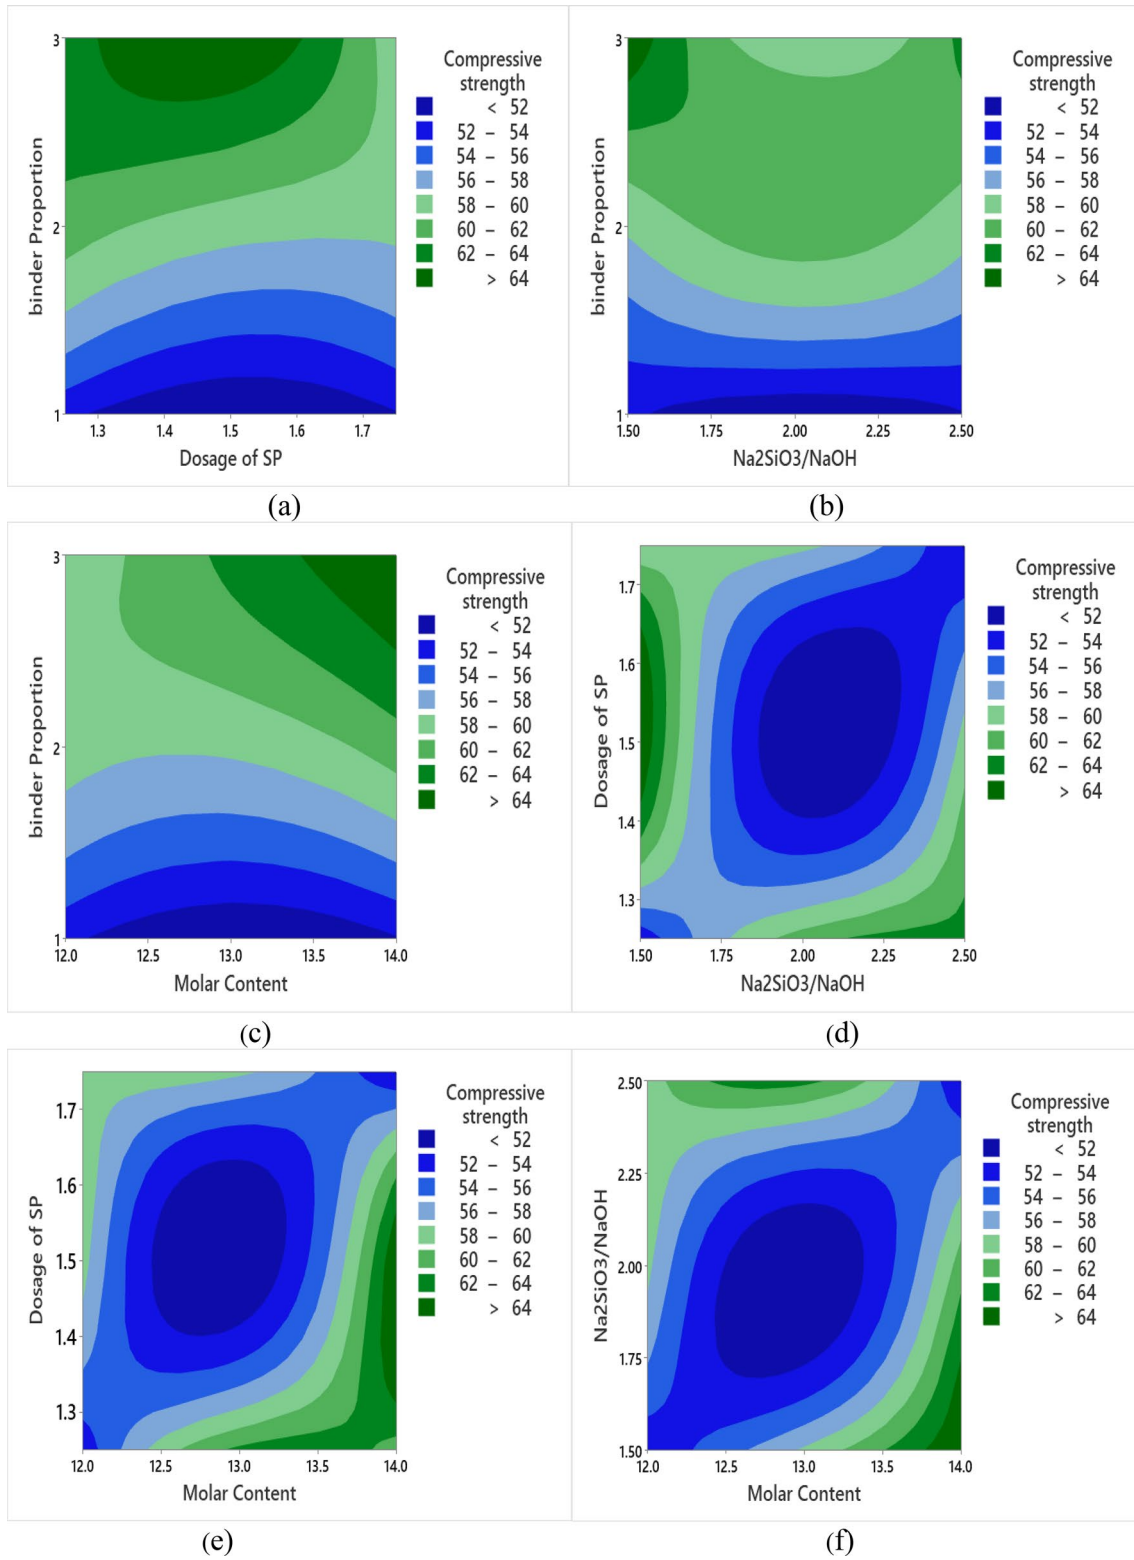 Compressive
strength
< 52
52 – 54
54 – 56
56 – 58
58 – 60
60 – 62
62 – 64
> 64
binder Proportion
3
2
1
1.3 1.4 1.5 1.6 1.7
Dosage of SP
(a)
Compressive
strength
< 52
52 – 54
54 – 56
56 – 58
58 – 60
60 – 62
62 – 64
> 64
binder Proportion
3
2
1
1.50 1.75 2.00 2.25 2.50
Na2SiO3/NaOH
(b)
Compressive
strength
< 52
52 – 54
54 – 56
56 – 58
58 – 60
60 – 62
62 – 64
> 64
binder Proportion
3
2
1
12.0 12.5 13.0 13.5 14.0
Molar Content
(c)
Compressive
strength
< 52
52 – 54
54 – 56
56 – 58
58 – 60
60 – 62
62 – 64
> 64
Dosage of SP
1.7
1.6
1.5
1.4
1.3
1.50 1.75 2.00 2.25 2.50
Na2SiO3/NaOH
(d)
Compressive
strength
< 52
52 – 54
54 – 56
56 – 58
58 – 60
60 – 62
62 – 64
> 64
Dosage of SP
1.7
1.6
1.5
1.4
1.3
12.0 12.5 13.0 13.5 14.0
Molar Content
(e)
Compressive
strength
< 52
52 – 54
54 – 56
56 – 58
58 – 60
60 – 62
62 – 64
> 64
Na2SiO3/NaOH
2.50
2.25
2.00
1.75
1.50
12.0 12.5 13.0 13.5 14.0
Molar Content
(f)